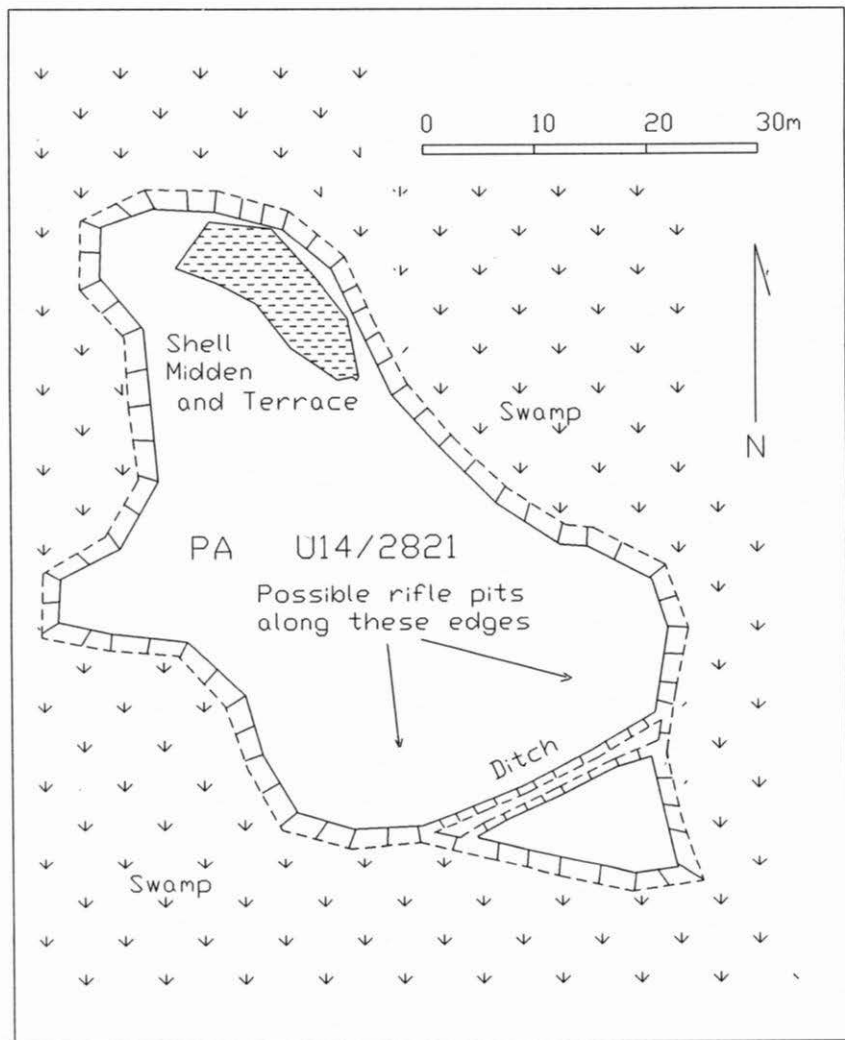 0 10 20 30m
Shell
Midden
and Terrace
Swamp
N
PA U14/2821
Possible rifle pits
along these edges
Ditch
Swamp